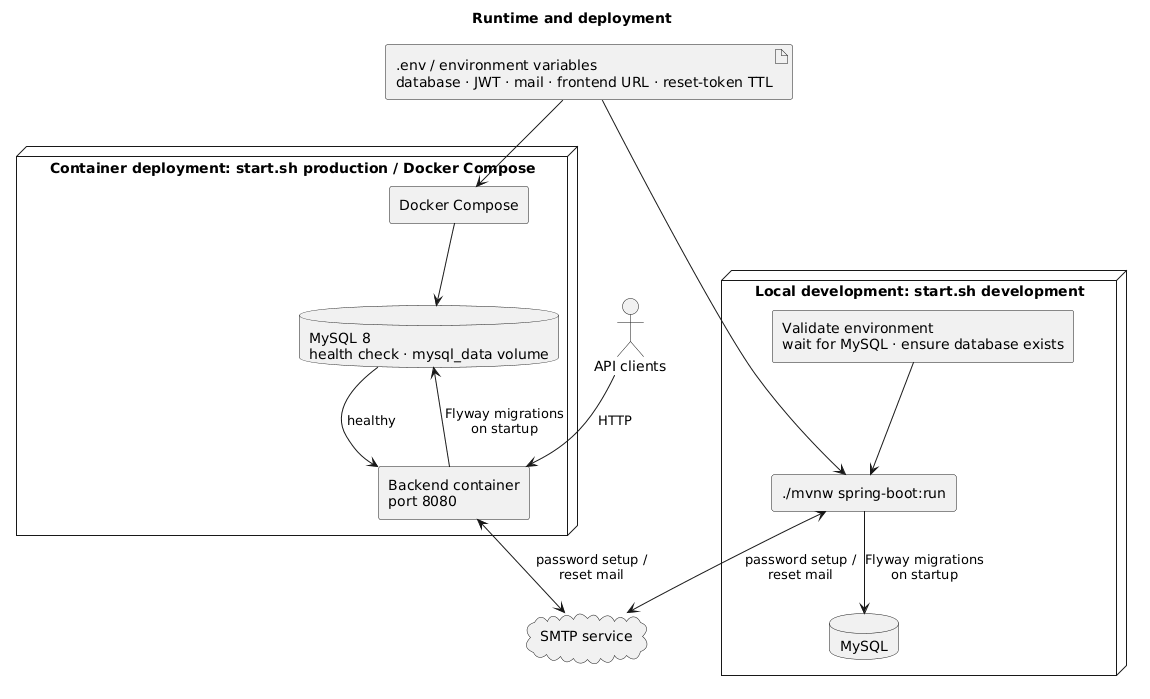 Runtime and deployment
.env / environment variables
database · JWT · mail · frontend URL · reset-token TTL
Container deployment: start.sh production / Docker Compose
Docker Compose
MySQL 8
health check · mysql_data volume
healthy
Flyway migrations
on startup
API clients
HTTP
Backend container
port 8080
Local development: start.sh development
Validate environment
wait for MySQL · ensure database exists
./mvnw spring-boot:run
password setup /
reset mail
password setup /
reset mail
Flyway migrations
on startup
SMTP service
MySQL